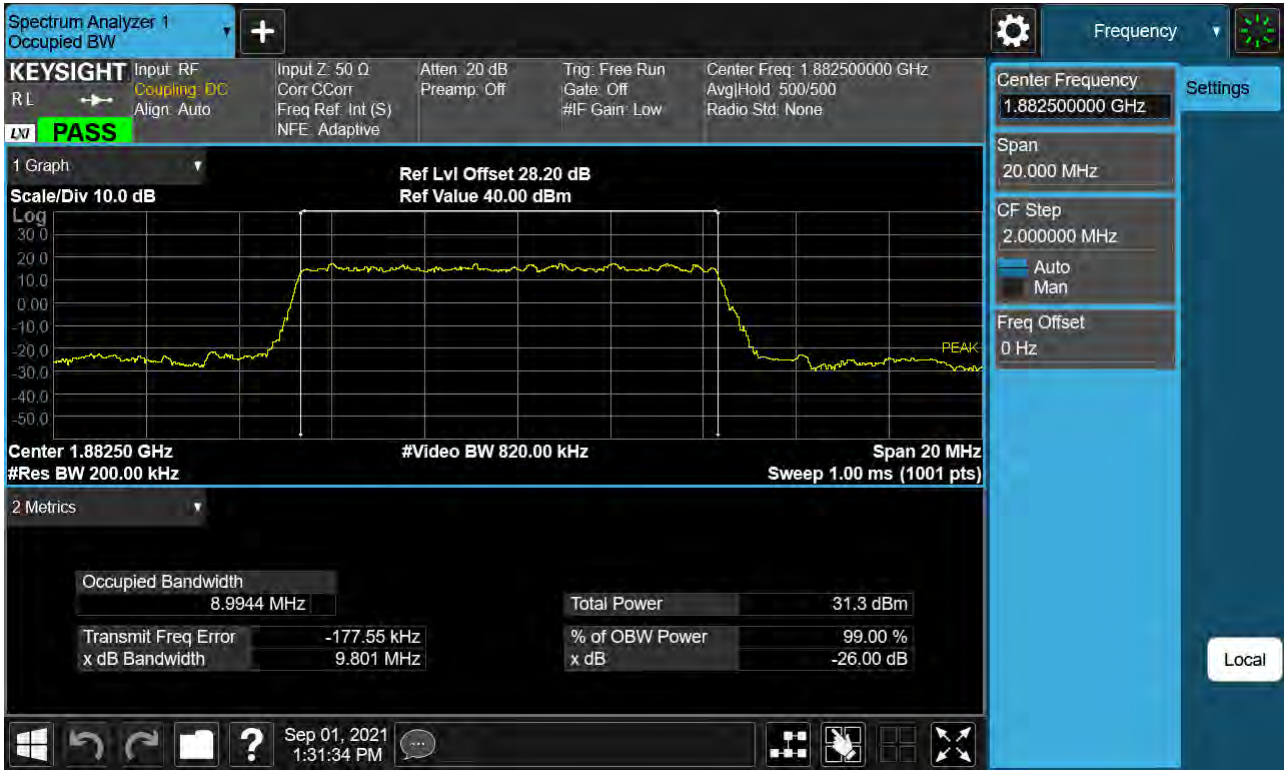 Spectrum Analyzer 1
Occupied BW
Frequency
KEYSIGHT
RL
LXI
PASS
Input: RF
Coupling: DC
Align: Auto
Input Z: 50 Ω
Corr CCorr
Freq Ref: Int (S)
NFE: Adaptive
Atten: 20 dB
Preamp: Off
Trig: Free Run
Gate: Off
#IF Gain: Low
Center Freq: 1.882500000 GHz
Avg|Hold: 500/500
Radio Std: None
Center Frequency
1.882500000 GHz
Settings
Span
20.000 MHz
CF Step
2.000000 MHz
Auto
Man
Freq Offset
0 Hz
1 Graph
Scale/Div 10.0 dB
Ref Lvl Offset 28.20 dB
Ref Value 40.00 dBm
Log
30.0
20.0
10.0
0.00
-10.0
-20.0
-30.0
-40.0
-50.0
PEAK
Center 1.88250 GHz
#Video BW 820.00 kHz
Span 20 MHz
#Res BW 200.00 kHz
Sweep 1.00 ms (1001 pts)
2 Metrics
Occupied Bandwidth
8.9944 MHz
Total Power 31.3 dBm
Transmit Freq Error -177.55 kHz
% of OBW Power 99.00 %
x dB Bandwidth 9.801 MHz
x dB -26.00 dB
Local
?
Sep 01, 2021
1:31:34 PM